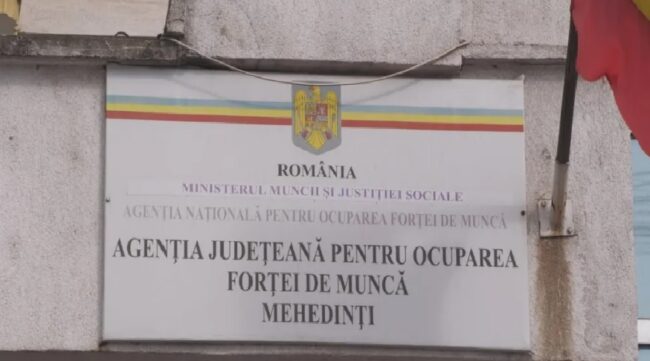 ROMÂNIA
MINISTERUL MUNCII ȘI JUSTIȚIEI SOCIALE
AGENȚIA NAȚIONALĂ PENTRU OCUPAREA FORȚEI DE MUNCĂ
AGENȚIA JUDEȚEANĂ PENTRU OCUPAREA
FORȚEI DE MUNCĂ
MEHEDINȚI